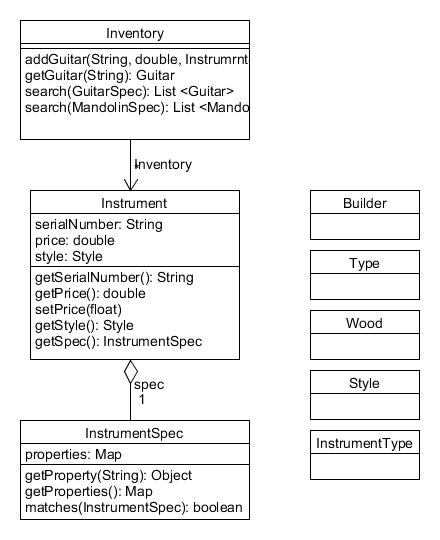 Inventory
addGuitar(String, double, Instrumrnt
getGuitar(String): Guitar
search(GuitarSpec): List <Guitar>
search(MandolinSpec): List <Mando
Inventory
Instrument
serialNumber: String
price: double
style: Style
getSerialNumber(): String
getPrice(): double
setPrice(float)
getStyle(): Style
getSpec(): InstrumentSpec
spec
1
InstrumentSpec
properties: Map
getProperty(String): Object
getProperties(): Map
matches(InstrumentSpec): boolean
Builder
Type
Wood
Style
InstrumentType